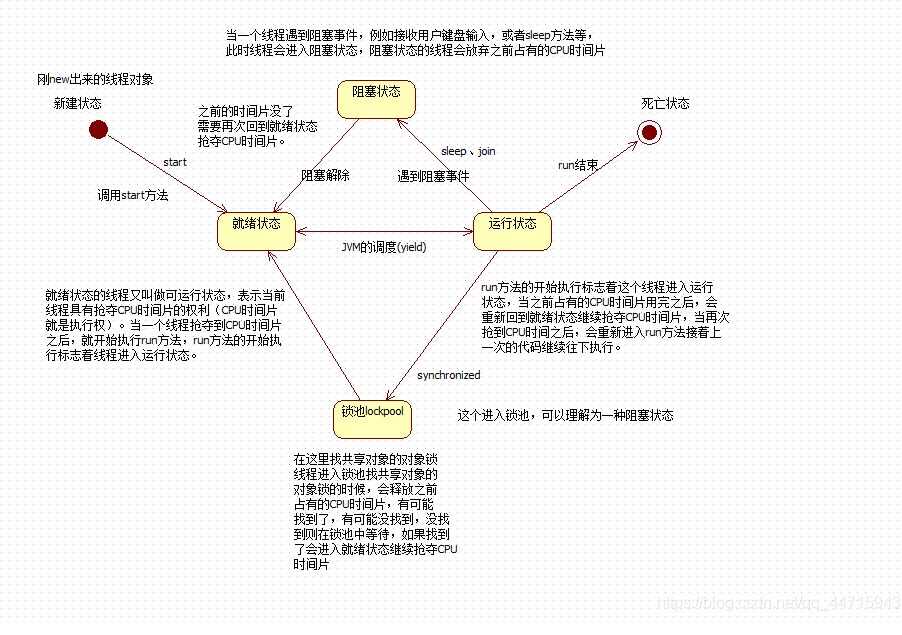 当一个线程遇到阻塞事件，例如接收用户键盘输入，或者sleep方法等，
此时线程会进入阻塞状态，阻塞状态的线程会放弃之前占有的CPU时间片
刚new出来的线程对象
新建状态
阻塞状态
死亡状态
之前的时间片没了
需要再次回到就绪状态
抢夺CPU时间片。
start
sleep、join
run结束
阻塞解除
遇到阻塞事件
调用start方法
就绪状态
运行状态
JVM的调度(yield)
就绪状态的线程又叫做可运行状态，表示当前
线程具有抢夺CPU时间片的权利（CPU时间片
就是执行权）。当一个线程抢夺到CPU时间片
之后，就开始执行run方法，run方法的开始执
行标志着线程进入运行状态。
run方法的开始执行标志着这个线程进入运行
状态，当之前占有的CPU时间片用完之后，会
重新回到就绪状态继续抢夺CPU时间片，当再次
抢到CPU时间之后，会重新进入run方法接着上
一次的代码继续往下执行。
synchronized
锁池lockpool
这个进入锁池，可以理解为一种阻塞状态
在这里找共享对象的对象锁
线程进入锁池找共享对象的
对象锁的时候，会释放之前
占有的CPU时间片，有可能
找到了，有可能没找到，没找
到则在锁池中等待，如果找到
了会进入就绪状态继续抢夺CPU
时间片
https://blog.csdn.net/qq_44715943